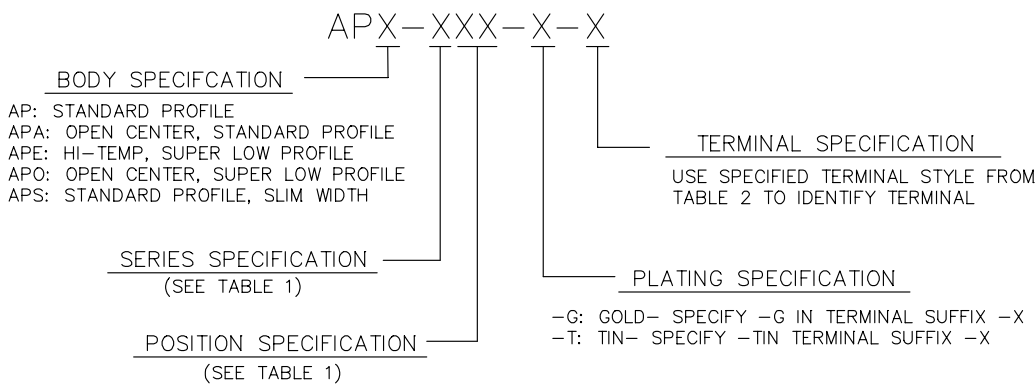 APX-XXX-X-X
BODY SPECIFCATION
AP: STANDARD PROFILE
APA: OPEN CENTER, STANDARD PROFILE
APE: HI-TEMP, SUPER LOW PROFILE
APO: OPEN CENTER, SUPER LOW PROFILE
APS: STANDARD PROFILE, SLIM WIDTH
TERMINAL SPECIFICATION
USE SPECIFIED TERMINAL STYLE FROM
TABLE 2 TO IDENTIFY TERMINAL
SERIES SPECIFICATION
(SEE TABLE 1)
PLATING SPECIFICATION
-G: GOLD- SPECIFY -G IN TERMINAL SUFFIX -X
-T: TIN- SPECIFY -TIN TERMINAL SUFFIX -X
POSITION SPECIFICATION
(SEE TABLE 1)